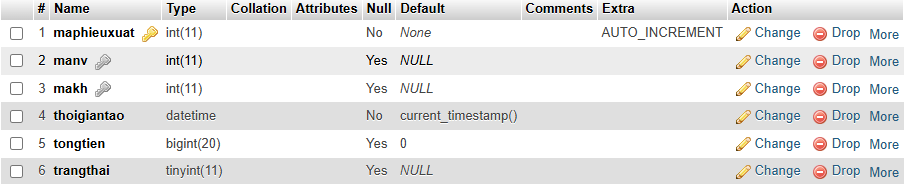 # Name Type Collation Attributes Null Default Comments Extra Action
1 maphieuxuat int(11) No None AUTO_INCREMENT Change Drop More
2 manv int(11) Yes NULL Change Drop More
3 makh int(11) Yes NULL Change Drop More
4 thoigiantao datetime No current_timestamp() Change Drop More
5 tongtien bigint(20) Yes 0 Change Drop More
6 trangthai tinyint(11) Yes NULL Change Drop More